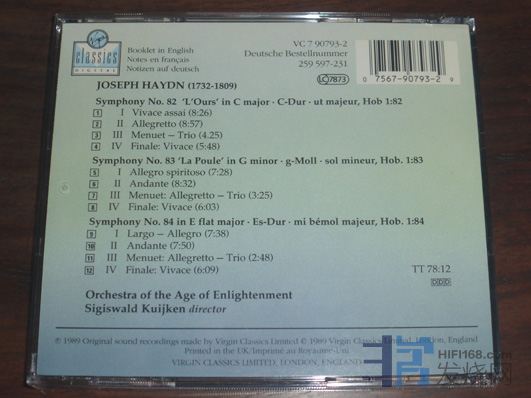 Virgin
classics
DIGITAL
Booklet in English
Notes en français
Notizen auf deutsch
VC 7 90793-2
Deutsche Bestellnummer
259 597-231
LC 7873
0 7567-90793-2 9
JOSEPH HAYDN (1732-1809)
Symphony No. 82 'L'Ours' in C major · C-Dur · ut majeur, Hob 1:82
1 I Vivace assai (8:26)
2 II Allegretto (8:57)
3 III Menuet – Trio (4.25)
4 IV Finale: Vivace (5:48)
Symphony No. 83 'La Poule' in G minor · g-Moll · sol mineur, Hob. 1:83
5 I Allegro spiritoso (7:28)
6 II Andante (8:32)
7 III Menuet: Allegretto – Trio (3:25)
8 IV Finale: Vivace (6:03)
Symphony No. 84 in E flat major · Es-Dur · mi bémol majeur, Hob. 1:84
9 I Largo – Allegro (7:38)
10 II Andante (7:50)
11 III Menuet: Allegretto – Trio (2:48)
12 IV Finale: Vivace (6:09)
TT 78:12
DDD
Orchestra of the Age of Enlightenment
Sigiswald Kuijken director
℗ 1989 Original sound recordings made by Virgin Classics Limited © 1989 Virgin Classics Limited, London, England
Printed in the UK/Imprimé au Royaume-Uni
VIRGIN CLASSICS LIMITED: LONDON, ENGLAND
HIFI168.com
发烧网